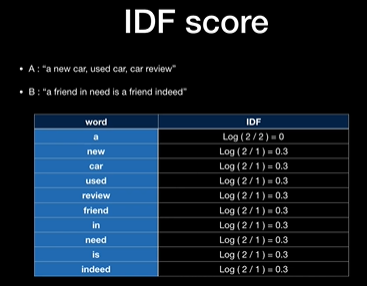 IDF score
• A : "a new car, used car, car review"
• B : "a friend in need is a friend indeed"
word IDF
a Log ( 2 / 2 ) = 0
new Log ( 2 / 1 ) = 0.3
car Log ( 2 / 1 ) = 0.3
used Log ( 2 / 1 ) = 0.3
review Log ( 2 / 1 ) = 0.3
friend Log ( 2 / 1 ) = 0.3
in Log ( 2 / 1 ) = 0.3
need Log ( 2 / 1 ) = 0.3
is Log ( 2 / 1 ) = 0.3
indeed Log ( 2 / 1 ) = 0.3